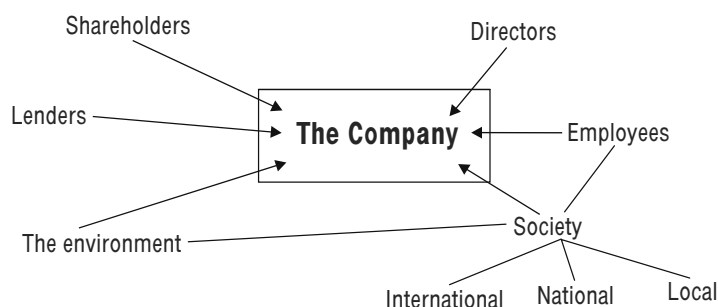 Shareholders
Directors
Lenders
The Company
Employees
Society
The environment
International
National
Local